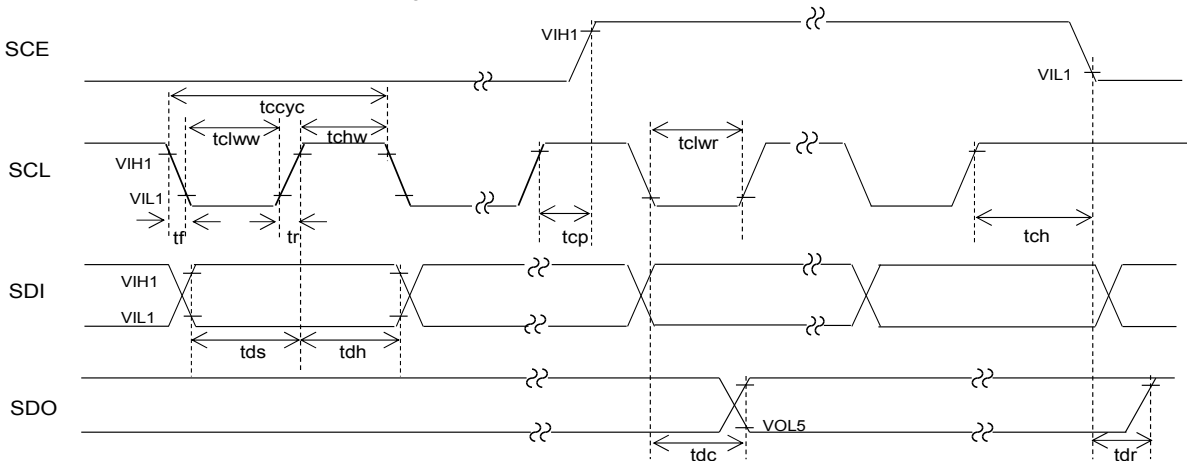 SCE
VIH1
VIL1
tccyc
tclww
tchw
tclwr
SCL
VIH1
VIL1
tf
tr
tcp
tch
SDI
VIH1
VIL1
tds
tdh
SDO
VOL5
tdc
tdr